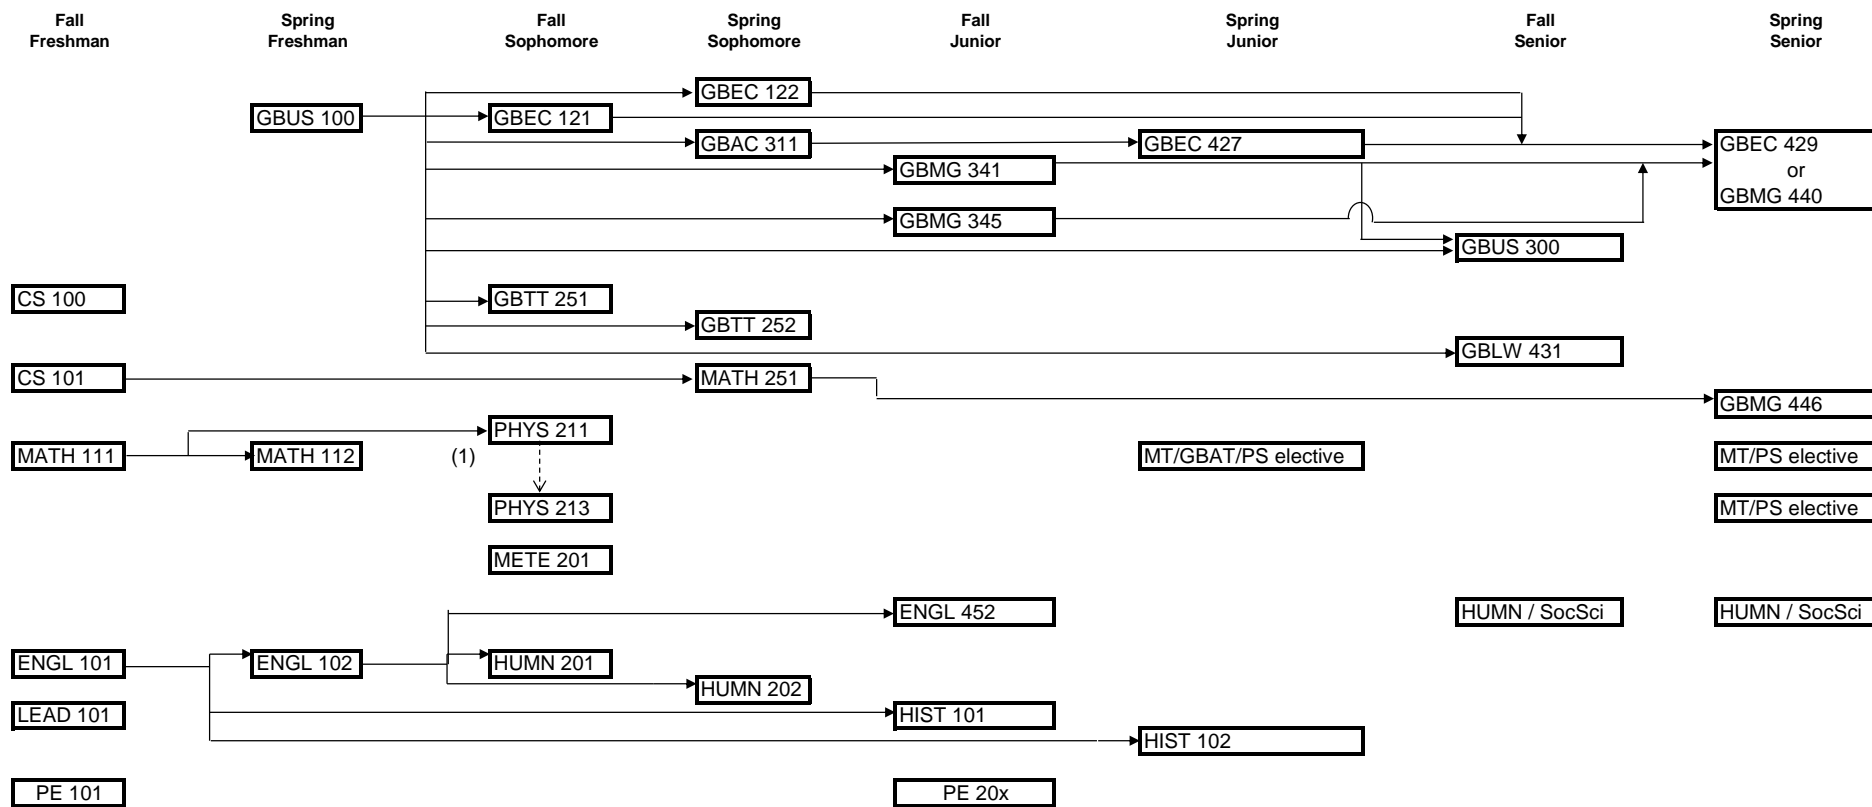 Fall
Freshman
Spring
Freshman
Fall
Sophomore
Spring
Sophomore
Fall
Junior
Spring
Junior
Fall
Senior
Spring
Senior
GBEC 122
GBUS 100
GBEC 121
GBAC 311
GBEC 427
GBEC 429
or
GBMG 440
GBMG 341
GBMG 345
GBUS 300
CS 100
GBTT 251
GBTT 252
GBLW 431
CS 101
MATH 251
GBMG 446
PHYS 211
MATH 111
MATH 112
(1)
MT/GBAT/PS elective
MT/PS elective
PHYS 213
MT/PS elective
METE 201
ENGL 452
HUMN / SocSci
HUMN / SocSci
ENGL 101
ENGL 102
HUMN 201
HUMN 202
LEAD 101
HIST 101
HIST 102
PE 101
PE 20x